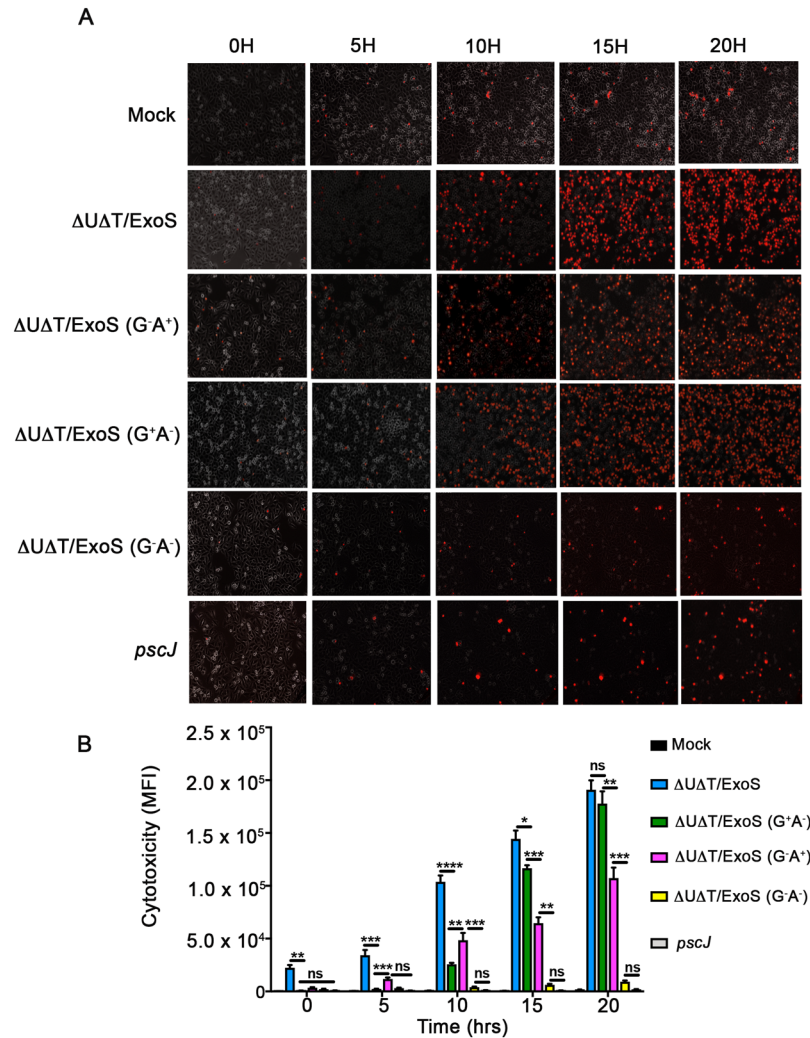 A
0H 5H 10H 15H 20H
Mock
ΔUΔT/ExoS
ΔUΔT/ExoS (G⁻A⁺)
ΔUΔT/ExoS (G⁺A⁻)
ΔUΔT/ExoS (G⁻A⁻)
pscJ
B
Cytotoxicity (MFI)
2.5 x 10⁵
2.0 x 10⁵
1.5 x 10⁵
1.0 x 10⁵
5.0 x 10⁴
0
** ns
*** *** ns
**** ** *** ns
* *** ** ns
ns ** *** ns
0 5 10 15 20
Time (hrs)
Mock
ΔUΔT/ExoS
ΔUΔT/ExoS (G⁺A⁻)
ΔUΔT/ExoS (G⁻A⁺)
ΔUΔT/ExoS (G⁻A⁻)
pscJ